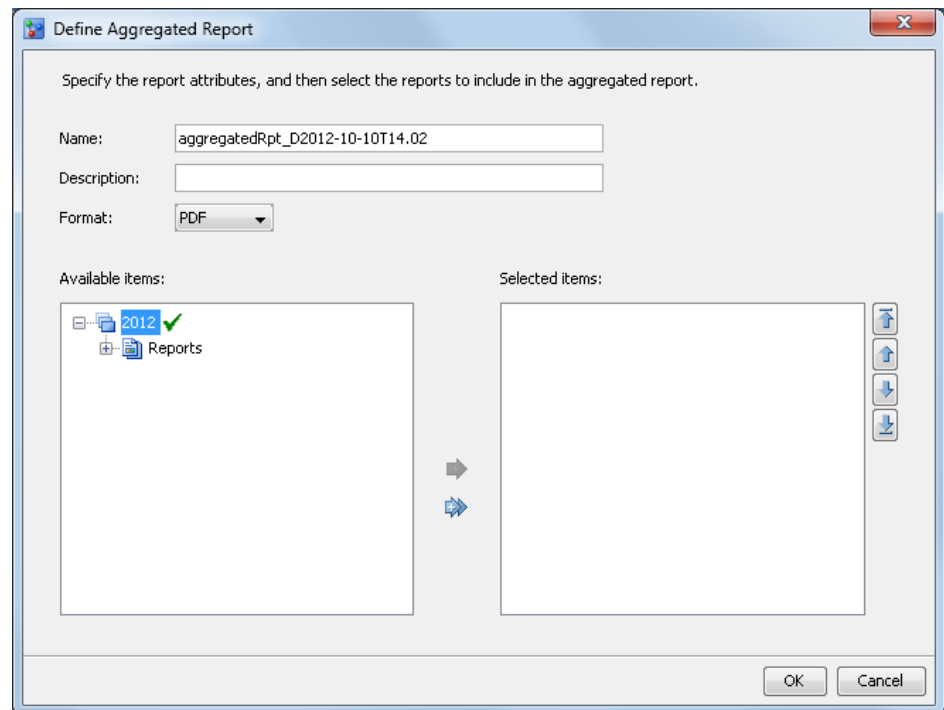 Define Aggregated Report
Specify the report attributes, and then select the reports to include in the aggregated report.
Name: aggregatedRpt_D2012-10-10T14.02
Description:
Format: PDF
Available items: Selected items:
2012
Reports
OK Cancel